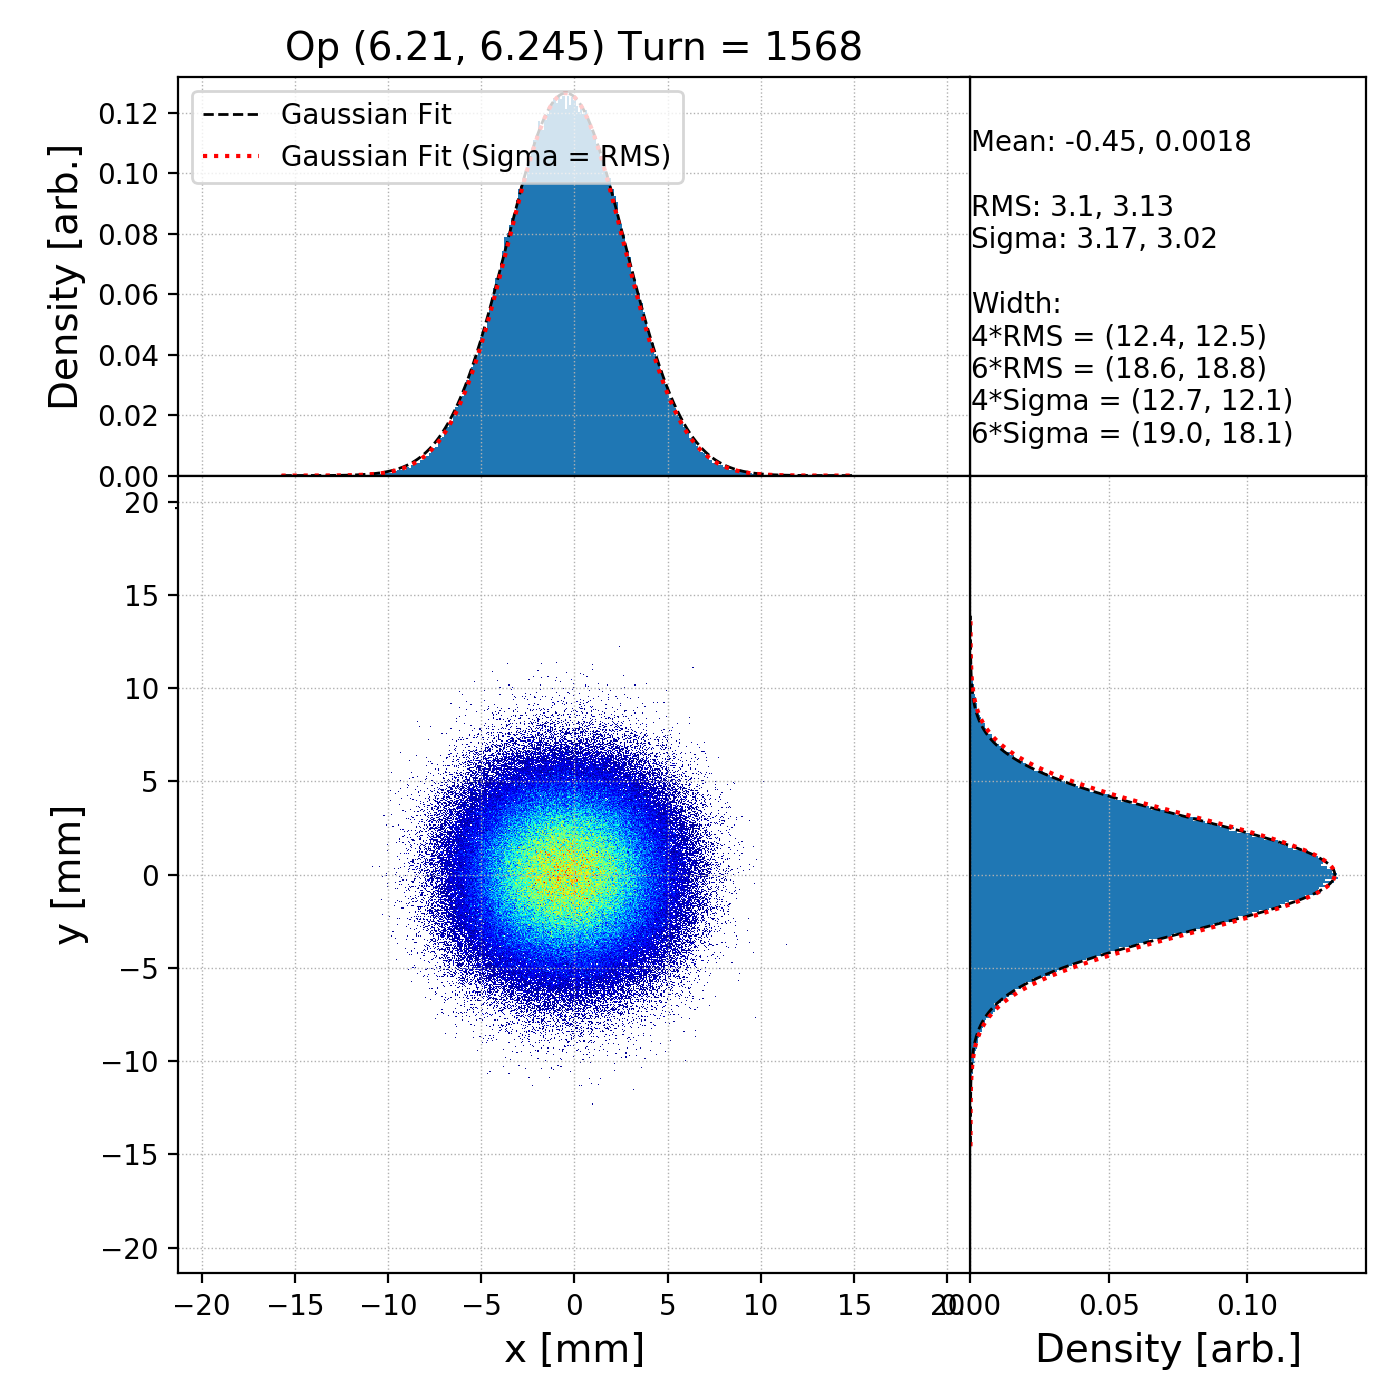 Op (6.21, 6.245) Turn = 1568
Gaussian Fit
Gaussian Fit (Sigma = RMS)
Density [arb.]
0.12
0.10
0.08
0.06
0.04
0.02
0.00
Mean: -0.45, 0.0018
RMS: 3.1, 3.13
Sigma: 3.17, 3.02
Width:
4*RMS = (12.4, 12.5)
6*RMS = (18.6, 18.8)
4*Sigma = (12.7, 12.1)
6*Sigma = (19.0, 18.1)
y [mm]
20
15
10
5
0
−5
−10
−15
−20
−20 −15 −10 −5 0 5 10 15 20
0.00 0.05 0.10
x [mm]
Density [arb.]